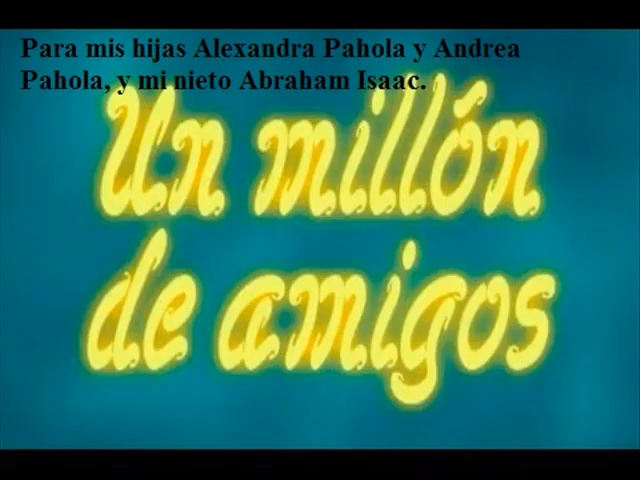 Para mis hijas Alexandra Pahola y Andrea
Pahola, y mi nieto Abraham Isaac.
Un millón
de amigos